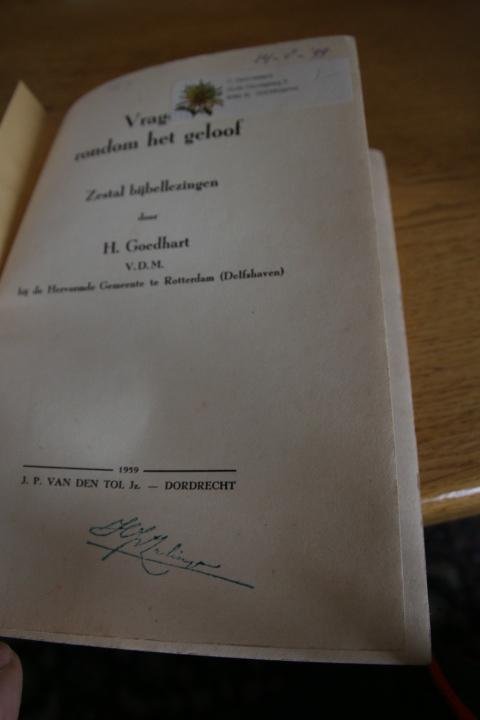 Vrag
rondom het geloof
Zestal bijbellezingen
door
H. Goedhart
V.D.M.
bij de Hervormde Gemeente te Rotterdam (Delfshaven)
1959
J. P. VAN DEN TOL Jz. — DORDRECHT